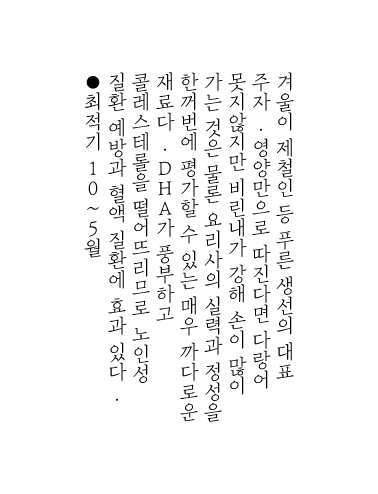 겨울이 제철인 등 푸른 생선의 대표
주자. 영양만으로 따진다면 다랑어
못지않지만 비린내가 강해 손이 많이
가는 것은 물론 요리사의 실력과 정성을
한꺼번에 평가할 수 있는 매우 까다로운
재료다. DHA가 풍부하고
콜레스테롤을 떨어뜨리므로 노인성
질환 예방과 혈액 질환에 효과 있다.
●최적기 10~5월